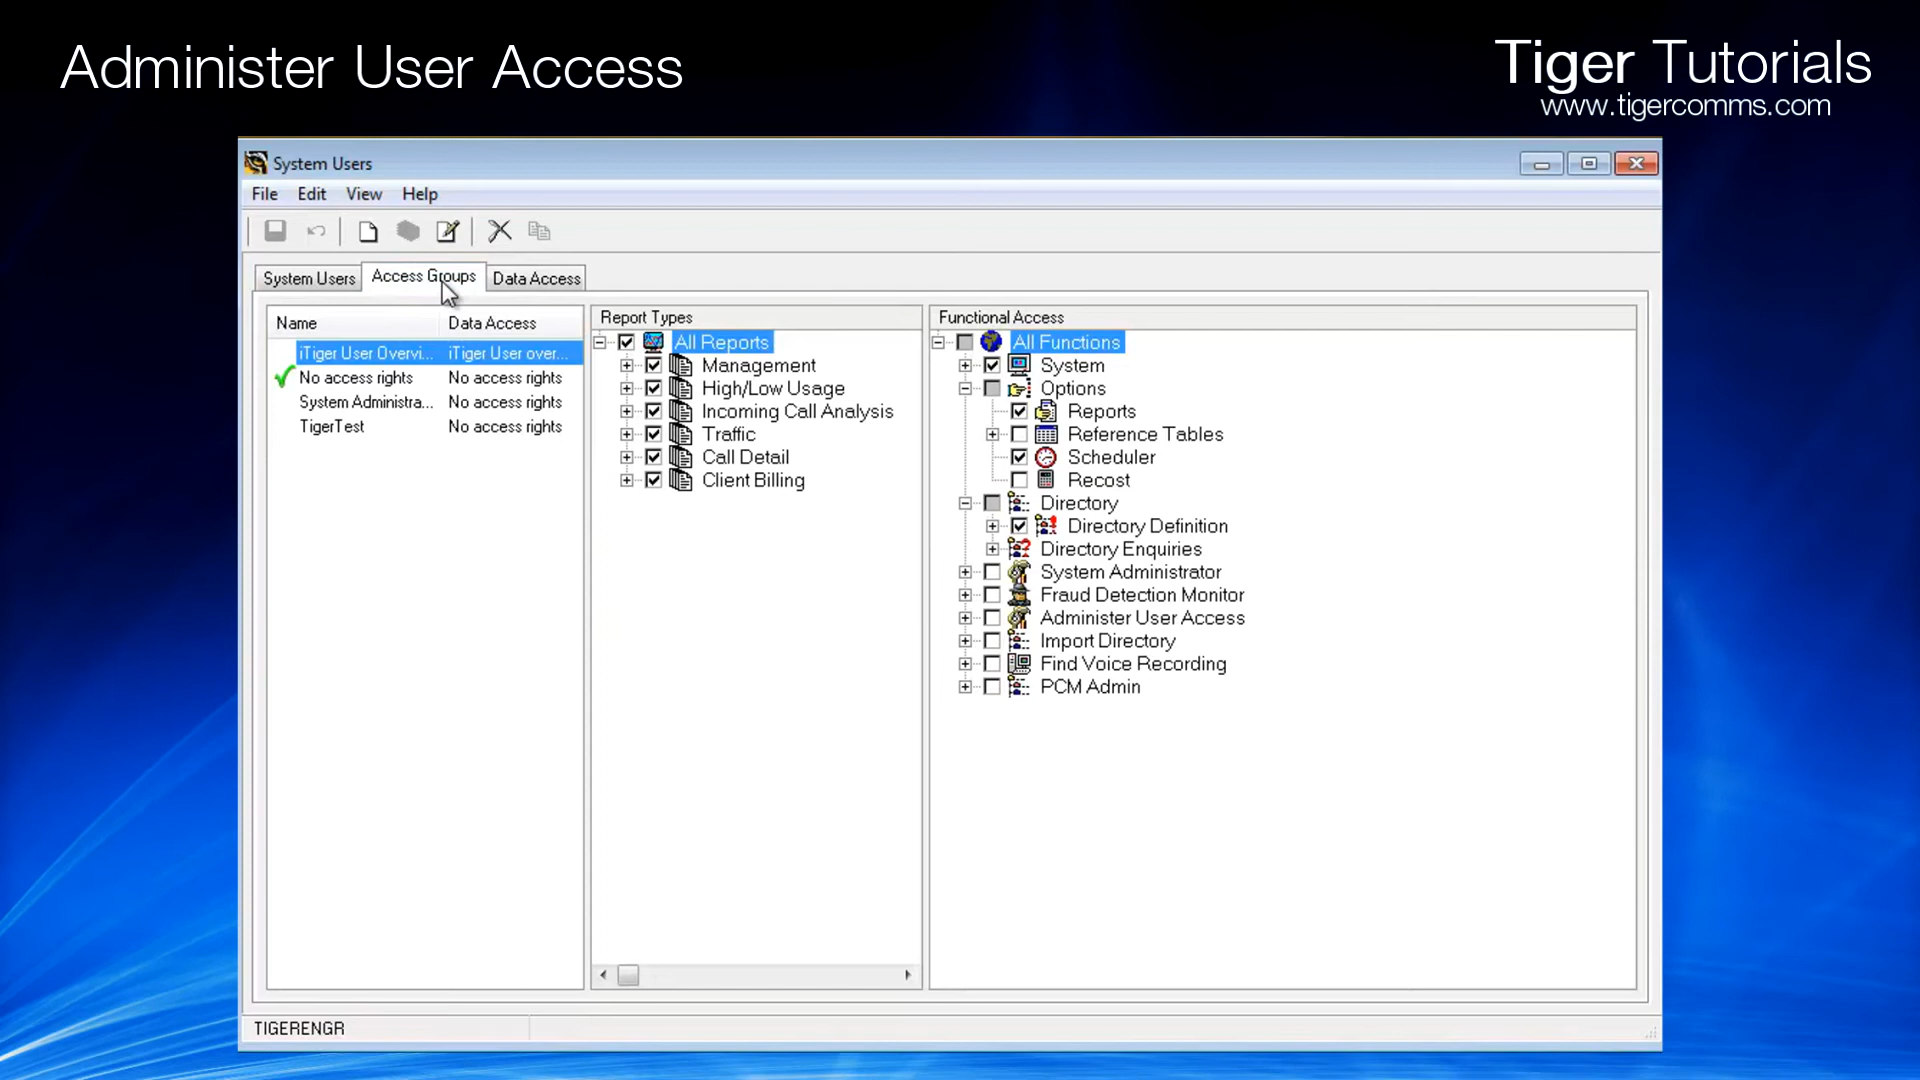 Administer User Access
Tiger Tutorials
www.tigercomms.com
System Users
File Edit View Help
System Users Access Groups Data Access
Name Data Access
iTiger User Overvi... iTiger User over...
No access rights No access rights
System Administra... No access rights
TigerTest No access rights
Report Types
All Reports
Management
High/Low Usage
Incoming Call Analysis
Traffic
Call Detail
Client Billing
Functional Access
All Functions
System
Options
Reports
Reference Tables
Scheduler
Recost
Directory
Directory Definition
Directory Enquiries
System Administrator
Fraud Detection Monitor
Administer User Access
Import Directory
Find Voice Recording
PCM Admin
TIGERENGR